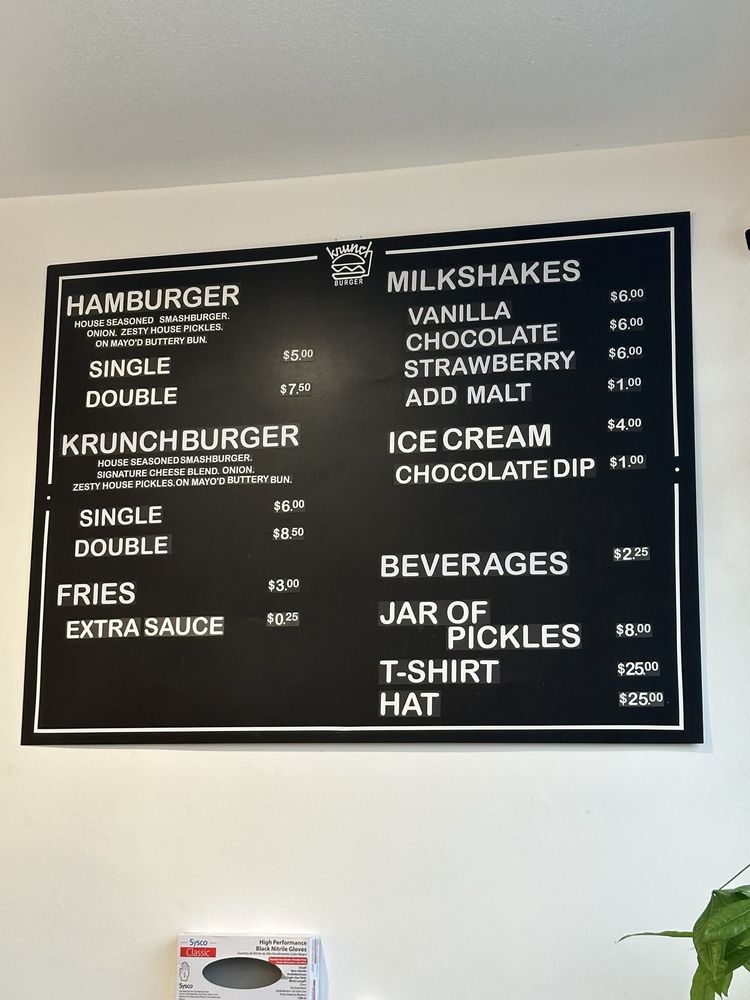 krunch
BURGER
HAMBURGER
HOUSE SEASONED SMASHBURGER.
ONION. ZESTY HOUSE PICKLES.
ON MAYO'D BUTTERY BUN.
SINGLE $5.00
DOUBLE $7.50
KRUNCHBURGER
HOUSE SEASONED SMASHBURGER.
SIGNATURE CHEESE BLEND. ONION.
ZESTY HOUSE PICKLES.ON MAYO'D BUTTERY BUN.
SINGLE $6.00
DOUBLE $8.50
FRIES $3.00
EXTRA SAUCE $0.25
MILKSHAKES
VANILLA $6.00
CHOCOLATE $6.00
STRAWBERRY $6.00
ADD MALT $1.00
ICE CREAM $4.00
CHOCOLATE DIP $1.00
BEVERAGES $2.25
JAR OF
PICKLES $8.00
T-SHIRT $25.00
HAT $25.00
Sysco
Classic
High Performance
Black Nitrile Gloves
Sysco